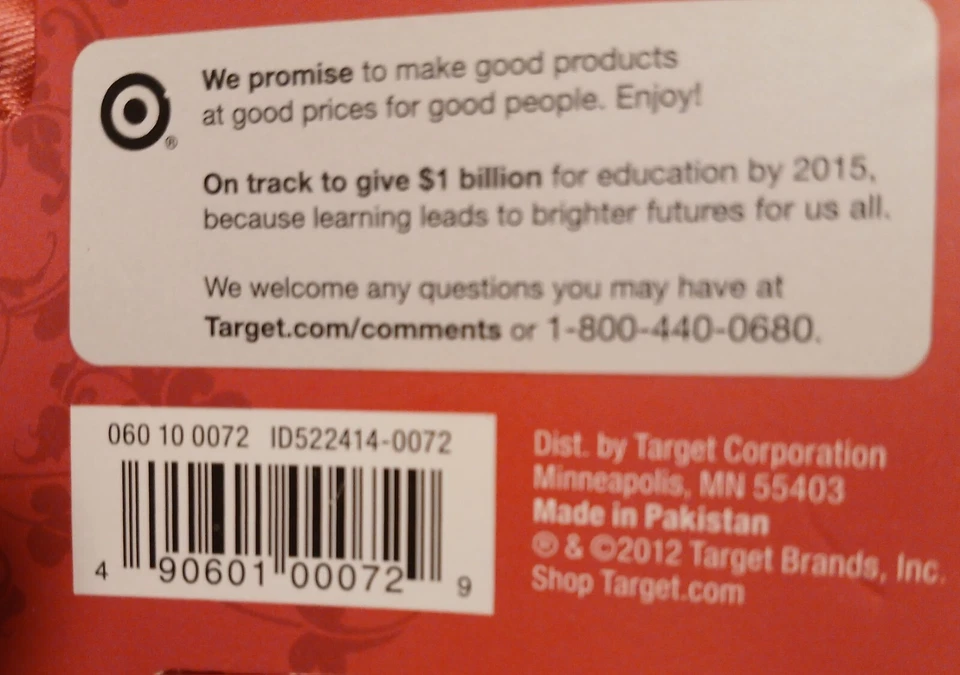 We promise to make good products
at good prices for good people. Enjoy!
®
On track to give $1 billion for education by 2015,
because learning leads to brighter futures for us all.
We welcome any questions you may have at
Target.com/comments or 1-800-440-0680.
060 10 0072 ID522414-0072
4 90601 00072 9
Dist. by Target Corporation
Minneapolis, MN 55403
Made in Pakistan
® & ©2012 Target Brands, Inc.
Shop Target.com